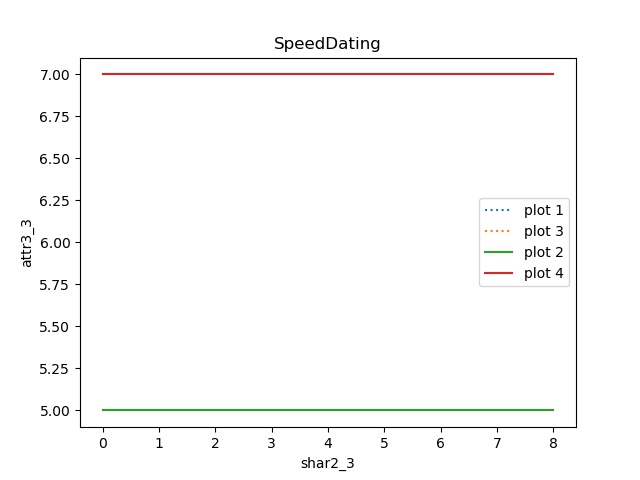 SpeedDating
attr3_3
7.00
6.75
6.50
6.25
6.00
5.75
5.50
5.25
5.00
plot 1
plot 3
plot 2
plot 4
0 1 2 3 4 5 6 7 8
shar2_3